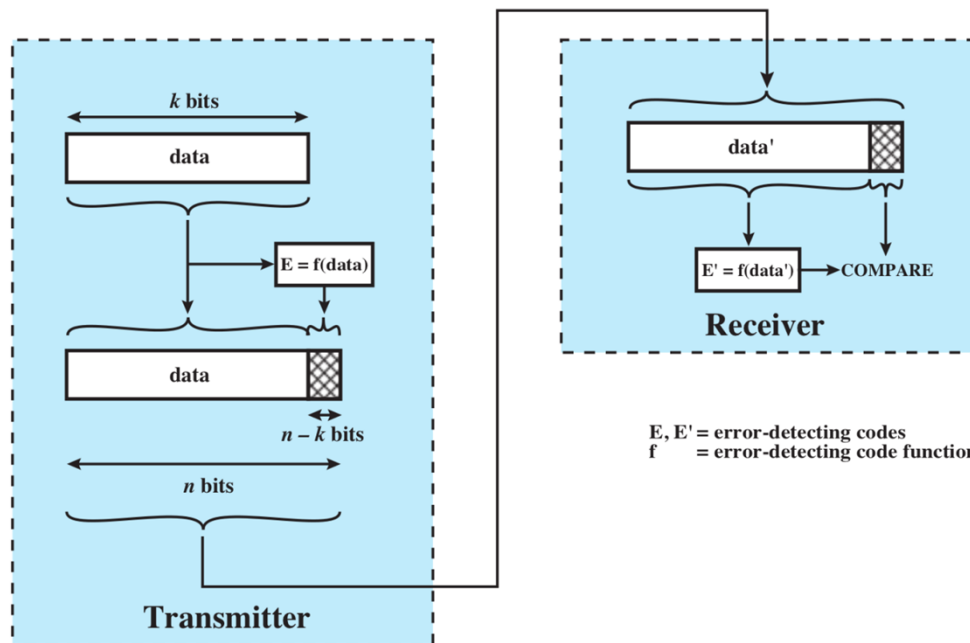 k bits
data
E = f(data)
data
n – k bits
n bits
Transmitter
data'
E' = f(data')
COMPARE
Receiver
E, E' = error-detecting codes
f = error-detecting code function